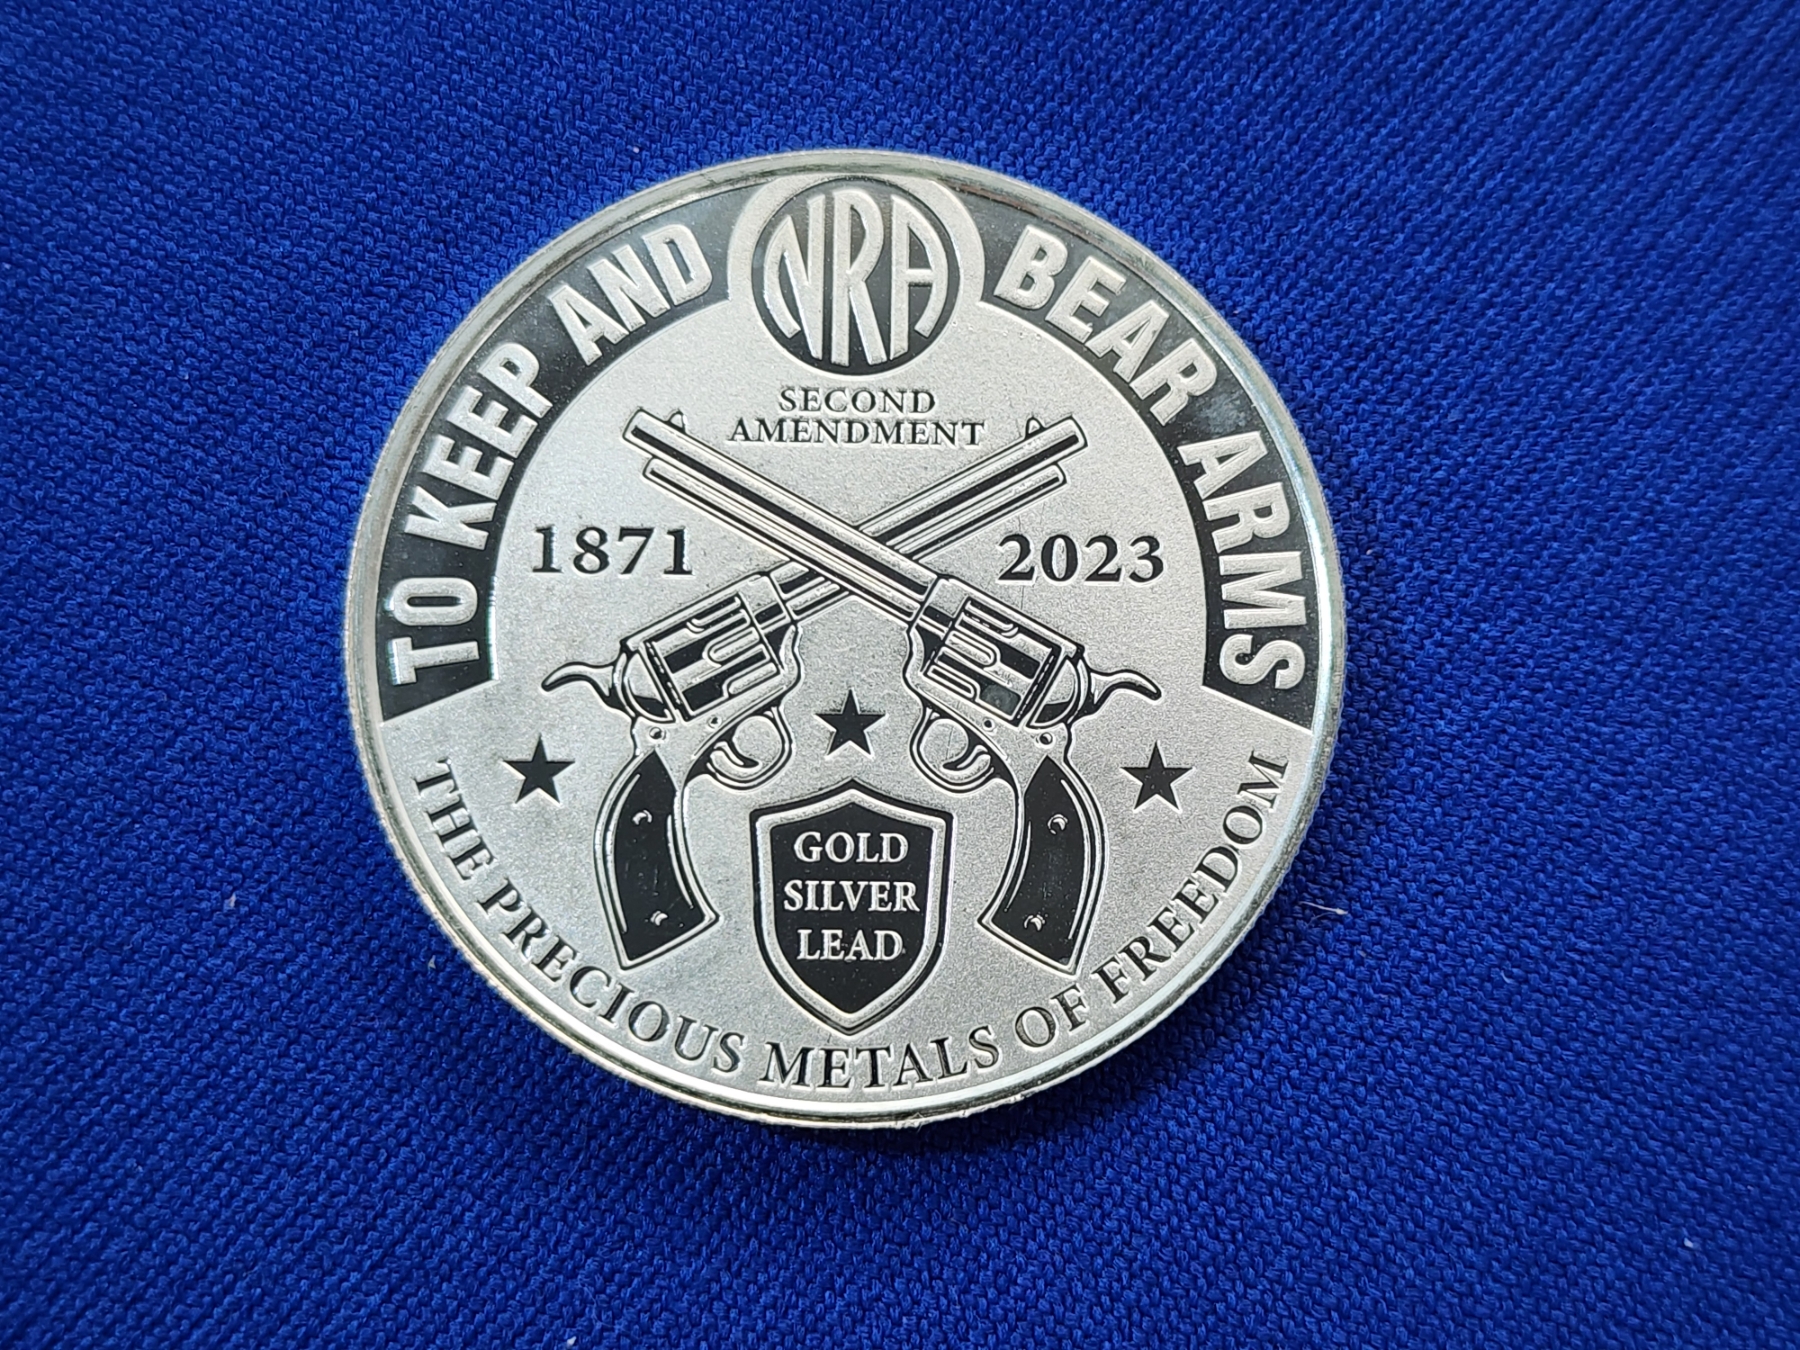 TO KEEP AND BEAR ARMS
NRA
SECOND
AMENDMENT
1871 2023
GOLD
SILVER
LEAD
THE PRECIOUS METALS OF FREEDOM